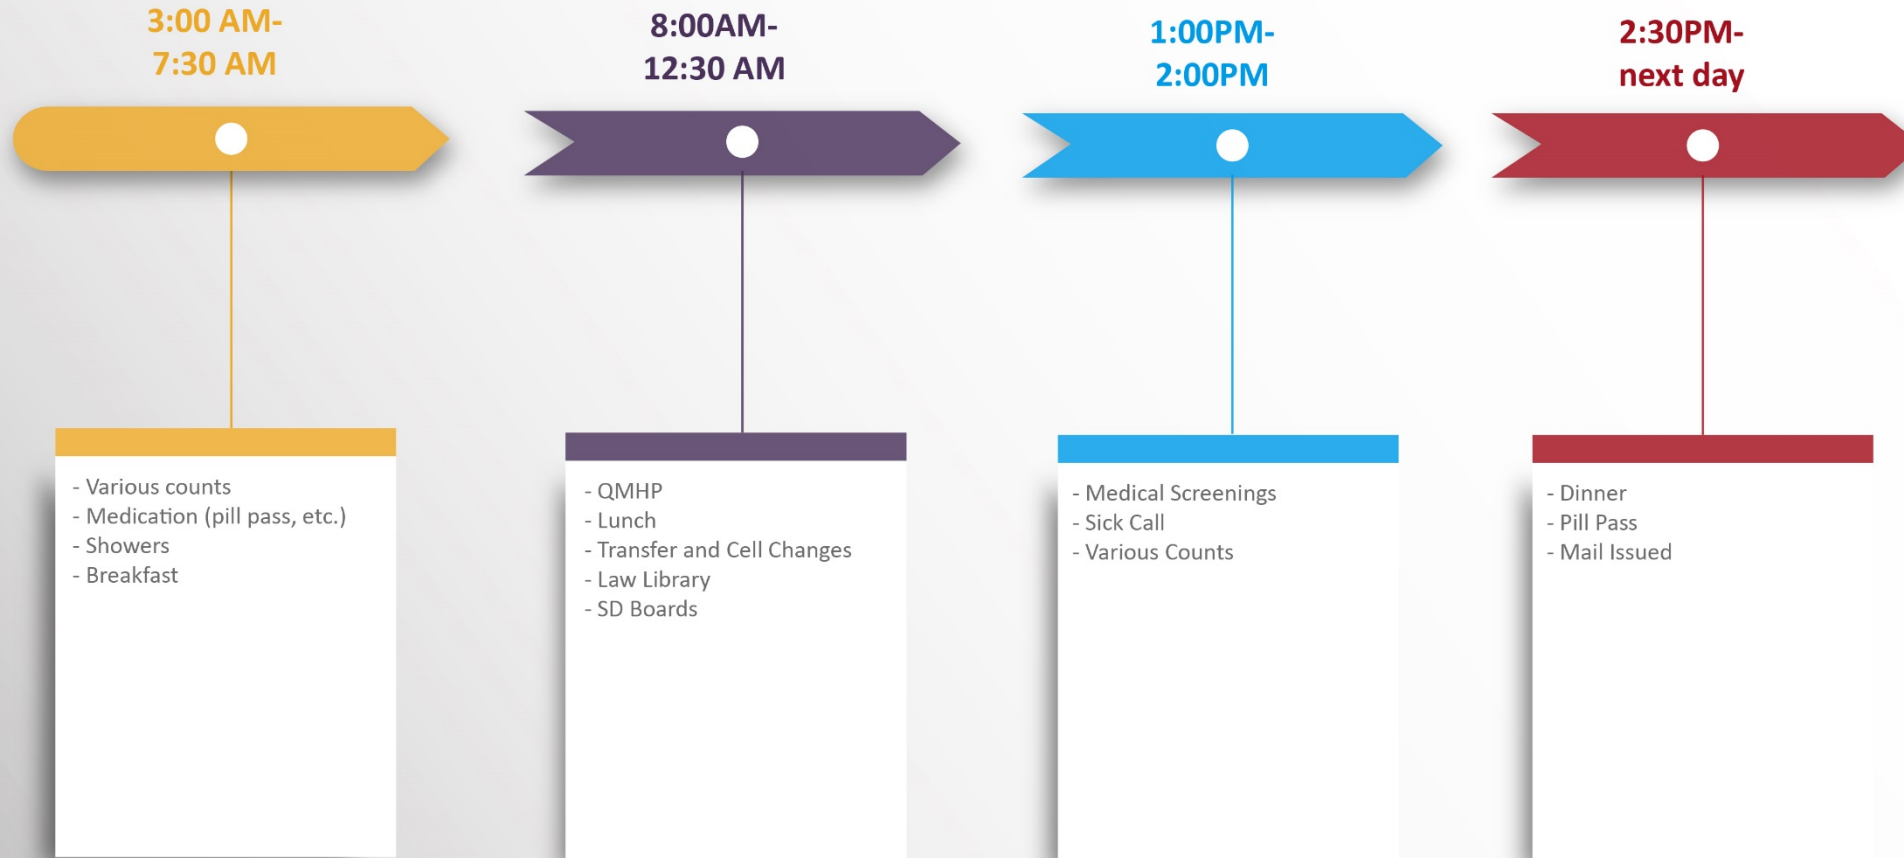 3:00 AM-
7:30 AM
- Various counts
- Medication (pill pass, etc.)
- Showers
- Breakfast
8:00AM-
12:30 AM
- QMHP
- Lunch
- Transfer and Cell Changes
- Law Library
- SD Boards
1:00PM-
2:00PM
- Medical Screenings
- Sick Call
- Various Counts
2:30PM-
next day
- Dinner
- Pill Pass
- Mail Issued